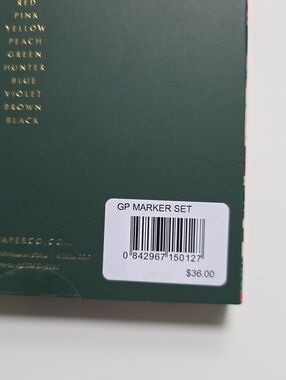 RED
PINK
YELLOW
PEACH
GREEN
HUNTER
BLUE
VIOLET
BROWN
BLACK
GP MARKER SET
0 842967 150127
$36.00